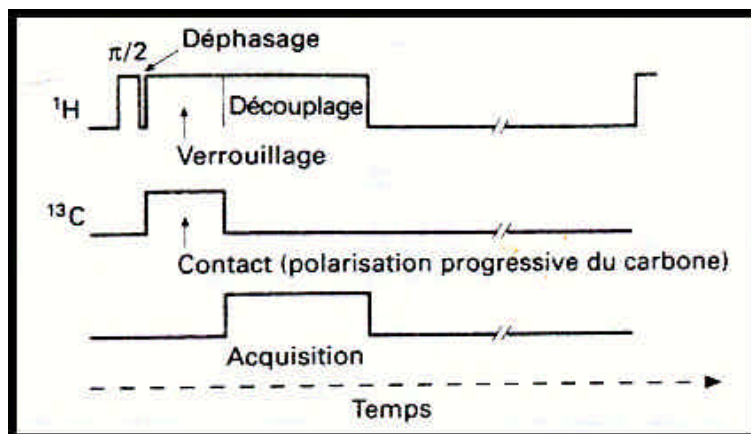 Déphasage
π/2
¹H
Découplage
Verrouillage
¹³C
Contact (polarisation progressive du carbone)
Acquisition
Temps